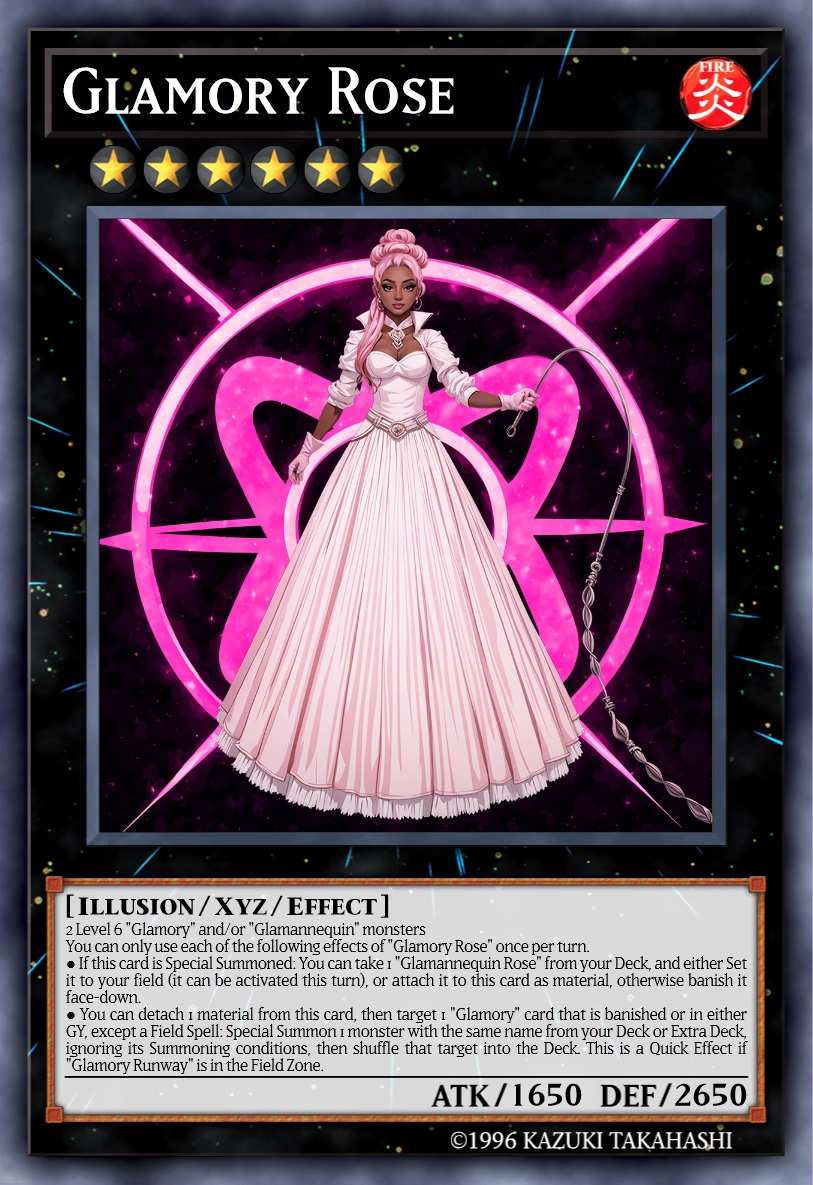 GLAMORY ROSE
FIRE
炎
[ILLUSION/XYZ/EFFECT]
2 Level 6 "Glamory" and/or "Glamannequin" monsters
You can only use each of the following effects of "Glamory Rose" once per turn.
● If this card is Special Summoned: You can take 1 "Glamannequin Rose" from your Deck, and either Set
it to your field (it can be activated this turn), or attach it to this card as material, otherwise banish it
face-down.
● You can detach 1 material from this card, then target 1 "Glamory" card that is banished or in either
GY, except a Field Spell: Special Summon 1 monster with the same name from your Deck or Extra Deck,
ignoring its Summoning conditions, then shuffle that target into the Deck. This is a Quick Effect if
"Glamory Runway" is in the Field Zone.
ATK/1650 DEF/2650
©1996 KAZUKI TAKAHASHI